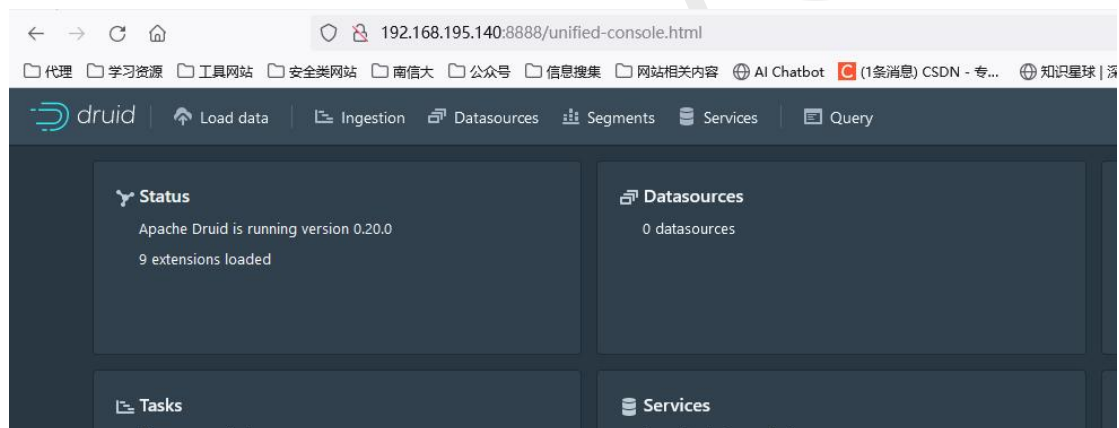 192.168.195.140:8888/unified-console.html
代理 学习资源 工具网站 安全类网站 南信大 公众号 信息搜集 网站相关内容 AI Chatbot C (1条消息) CSDN - 专... 知识星球 | 深
druid Load data Ingestion Datasources Segments Services Query
Status
Apache Druid is running version 0.20.0
9 extensions loaded
Datasources
0 datasources
Tasks
Services